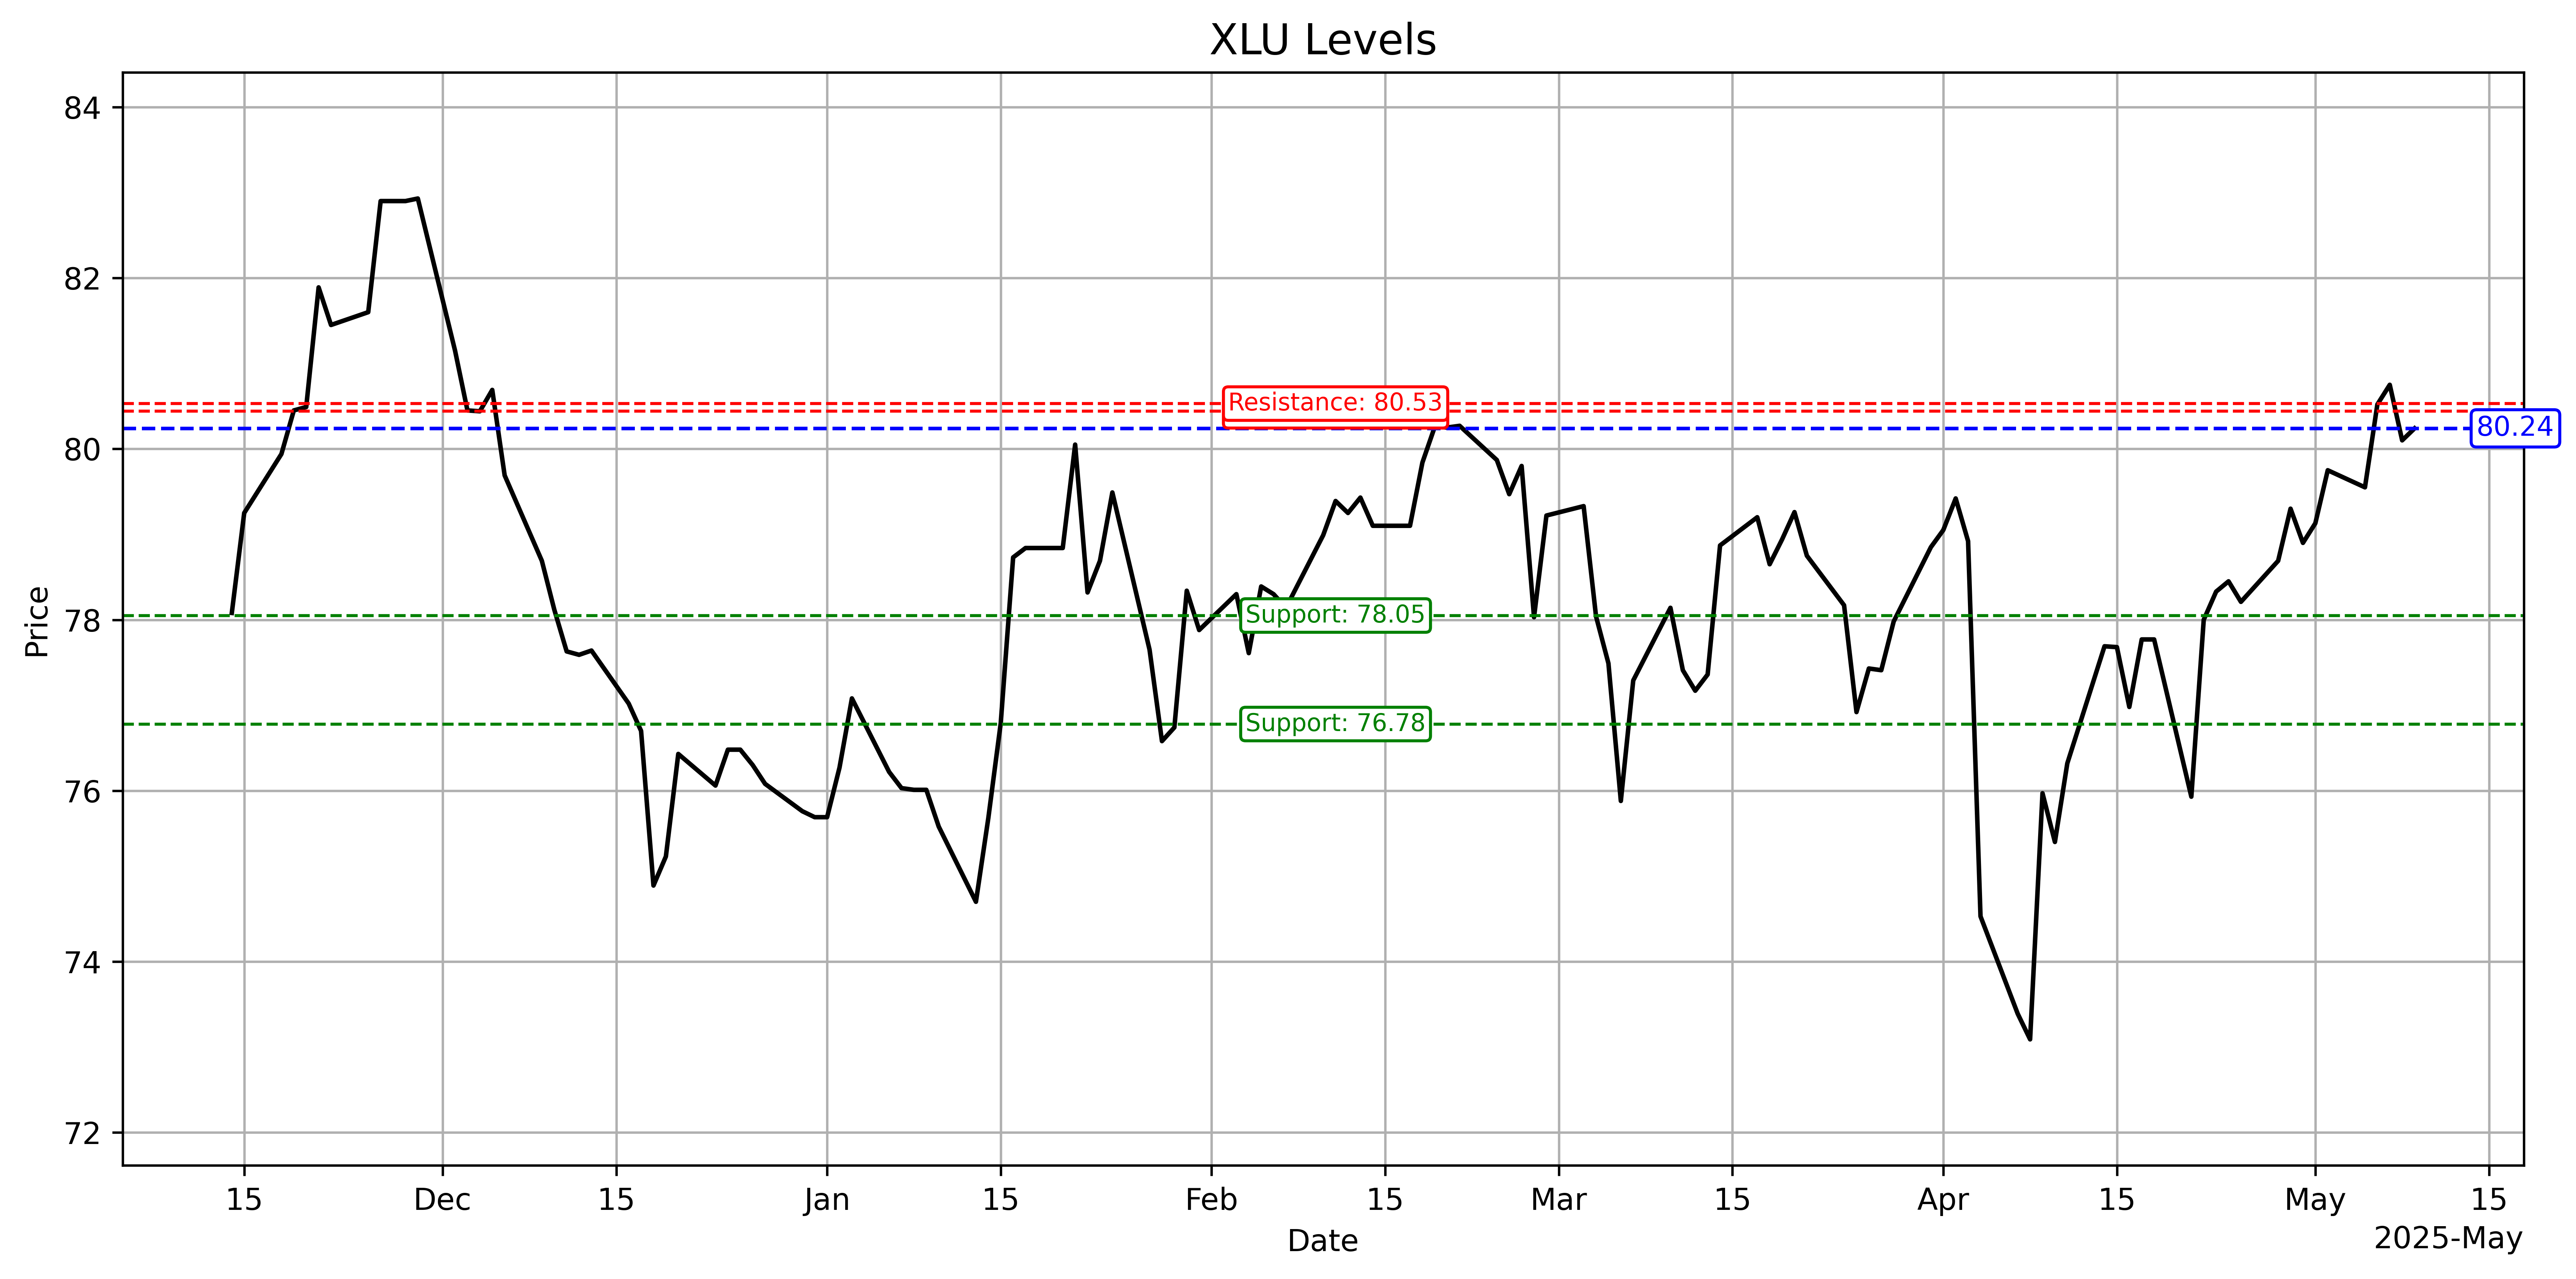 XLU Levels
84
82
80
78
76
74
72
Price
Resistance: 80.53
80.24
Support: 78.05
Support: 76.78
15 Dec 15 Jan 15 Feb 15 Mar 15 Apr 15 May 15
Date
2025-May